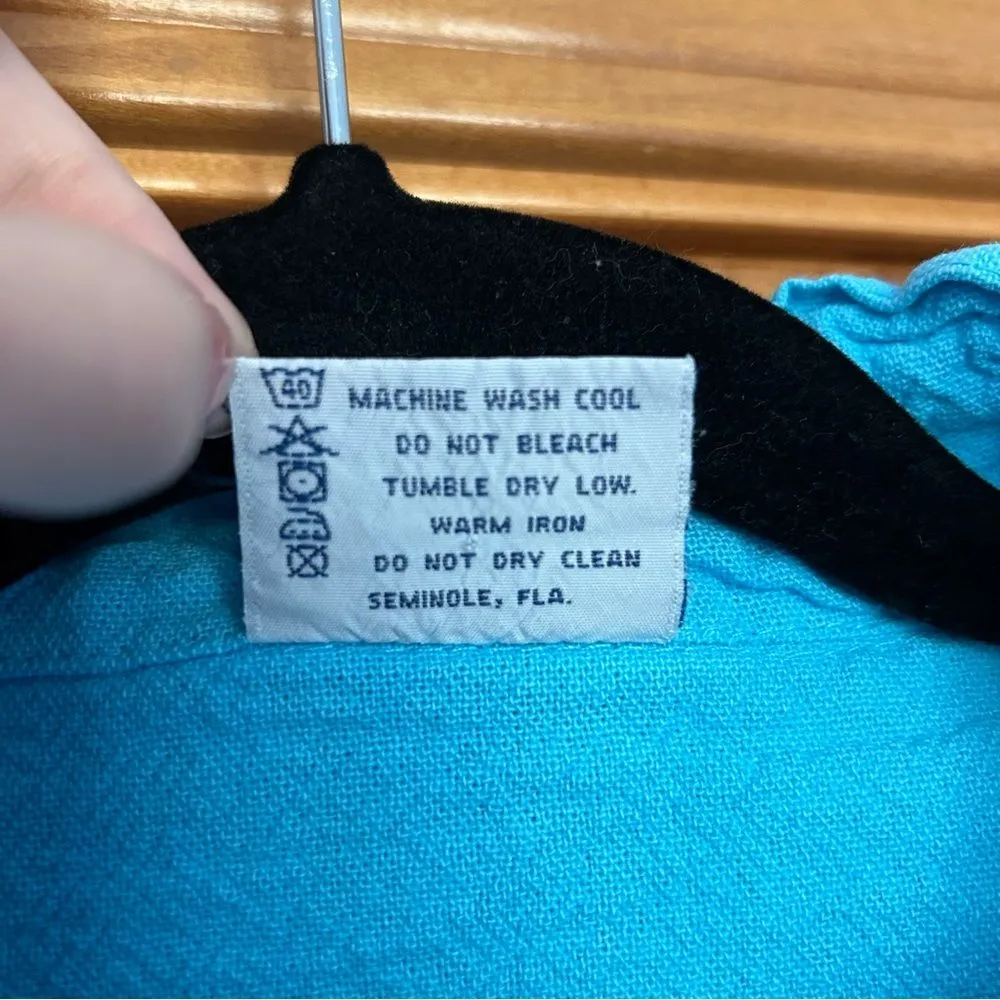 40 MACHINE WASH COOL
DO NOT BLEACH
TUMBLE DRY LOW.
WARM IRON
DO NOT DRY CLEAN
SEMINOLE, FLA.